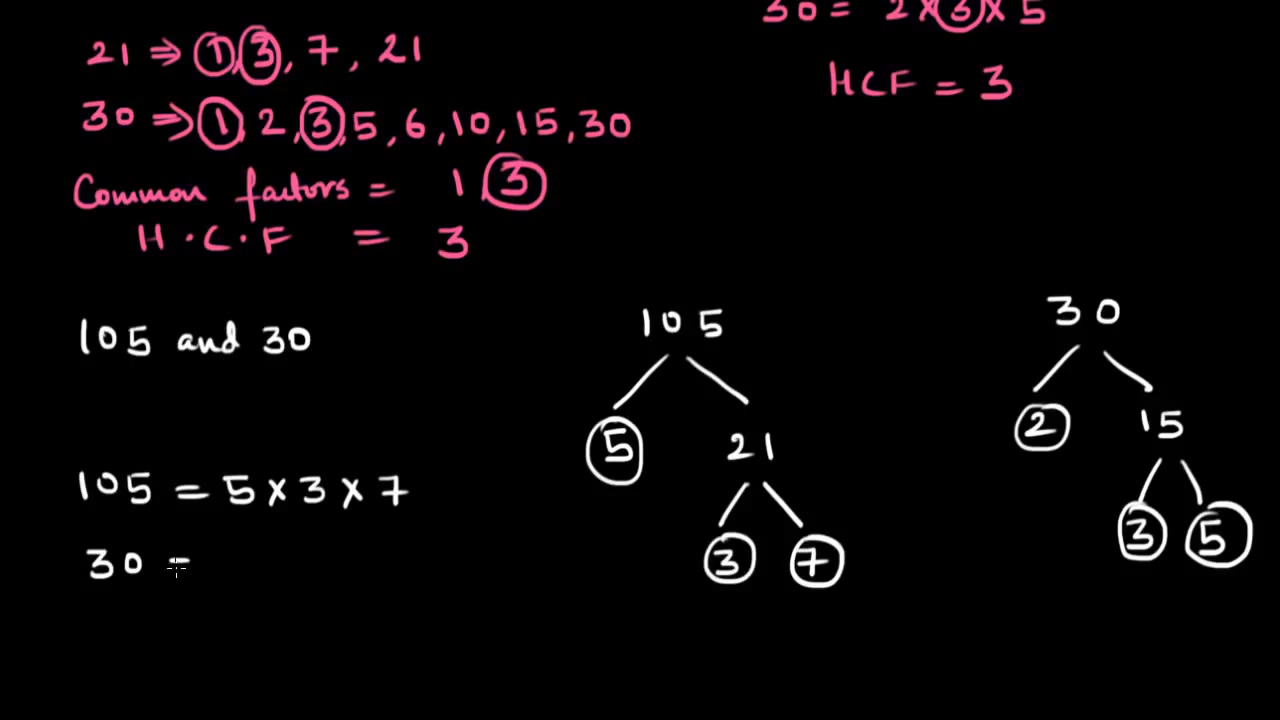 30 = 2 × 3 × 5
21 ⇒ 1, 3, 7, 21
HCF = 3
30 ⇒ 1, 2, 3, 5, 6, 10, 15, 30
Common factors = 1, 3
H.C.F = 3
105 and 30
105
30
5
21
2
15
105 = 5 × 3 × 7
3
7
3
5
30 =